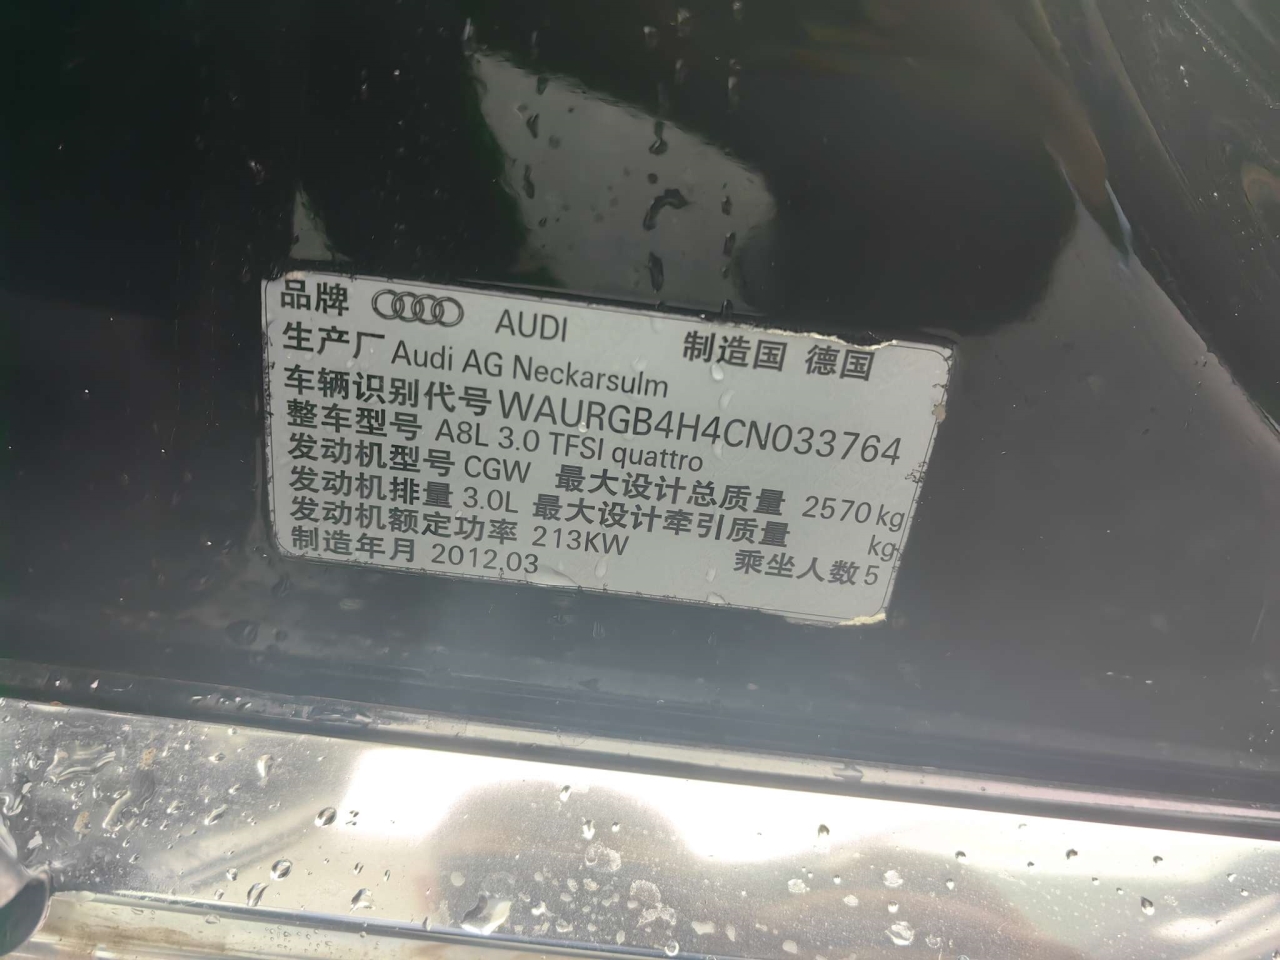 品牌 AUDI 制造国 德国
生产厂 Audi AG Neckarsulm
车辆识别代号 WAURGB4H4CN033764
整车型号 A8L 3.0 TFSI quattro
发动机型号 CGW 最大设计总质量 2570 kg
发动机排量 3.0L 最大设计牵引质量 kg
发动机额定功率 213KW 乘坐人数 5
制造年月 2012.03